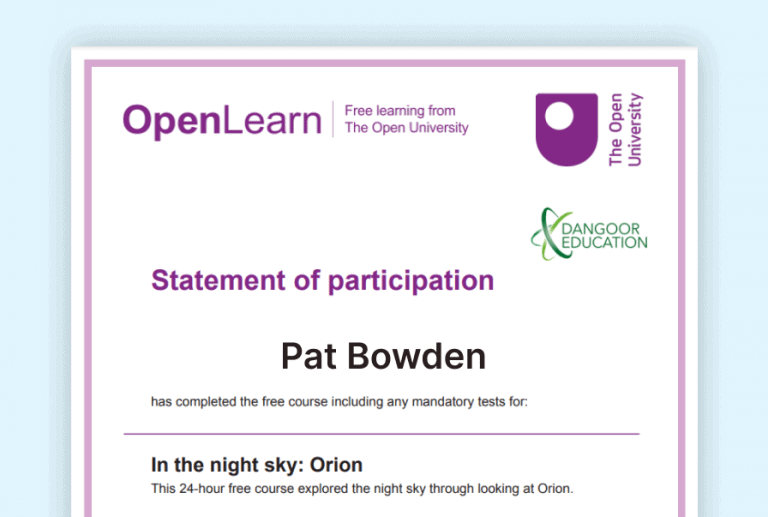 OpenLearn
Free learning from
The Open University
The Open
University
DANGOOR
EDUCATION
Statement of participation
Pat Bowden
has completed the free course including any mandatory tests for:
In the night sky: Orion
This 24-hour free course explored the night sky through looking at Orion.